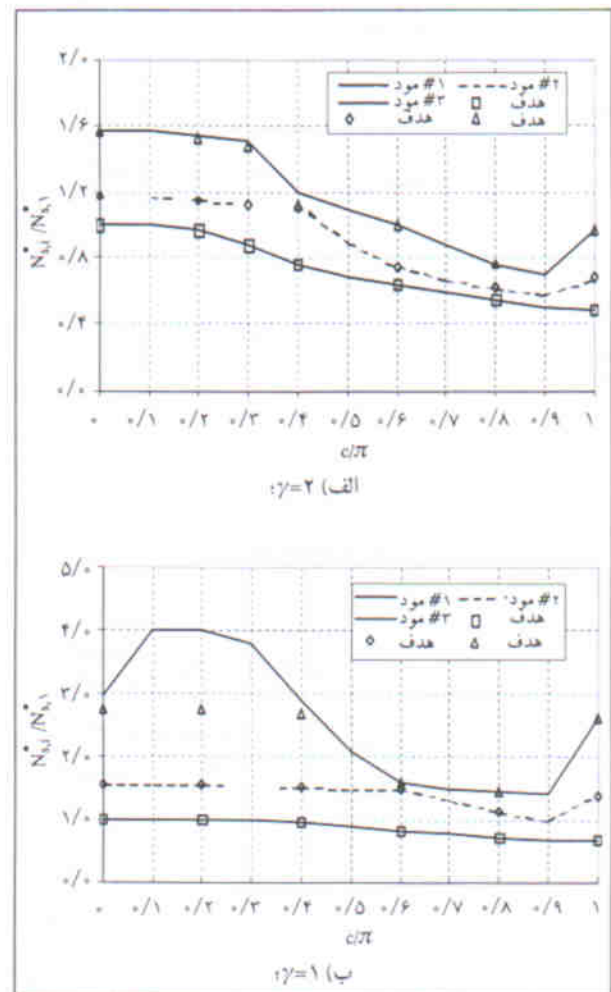 ۲/۰
۱/۶
۱/۲
۰/۸
۰/۴
۰/۰
N*s,i /N*s,۱
مود #۱
مود #۲
مود #۳
هدف
هدف
هدف
۰ ۰/۱ ۰/۲ ۰/۳ ۰/۴ ۰/۵ ۰/۶ ۰/۷ ۰/۸ ۰/۹ ۱
c/π
الف) γ=۲؛
۵/۰
۴/۰
۳/۰
۲/۰
۱/۰
۰/۰
N*s,i /N*s,۱
مود #۱
مود #۲
مود #۳
هدف
هدف
هدف
۰ ۰/۱ ۰/۲ ۰/۳ ۰/۴ ۰/۵ ۰/۶ ۰/۷ ۰/۸ ۰/۹ ۱
c/π
ب) γ=۱؛